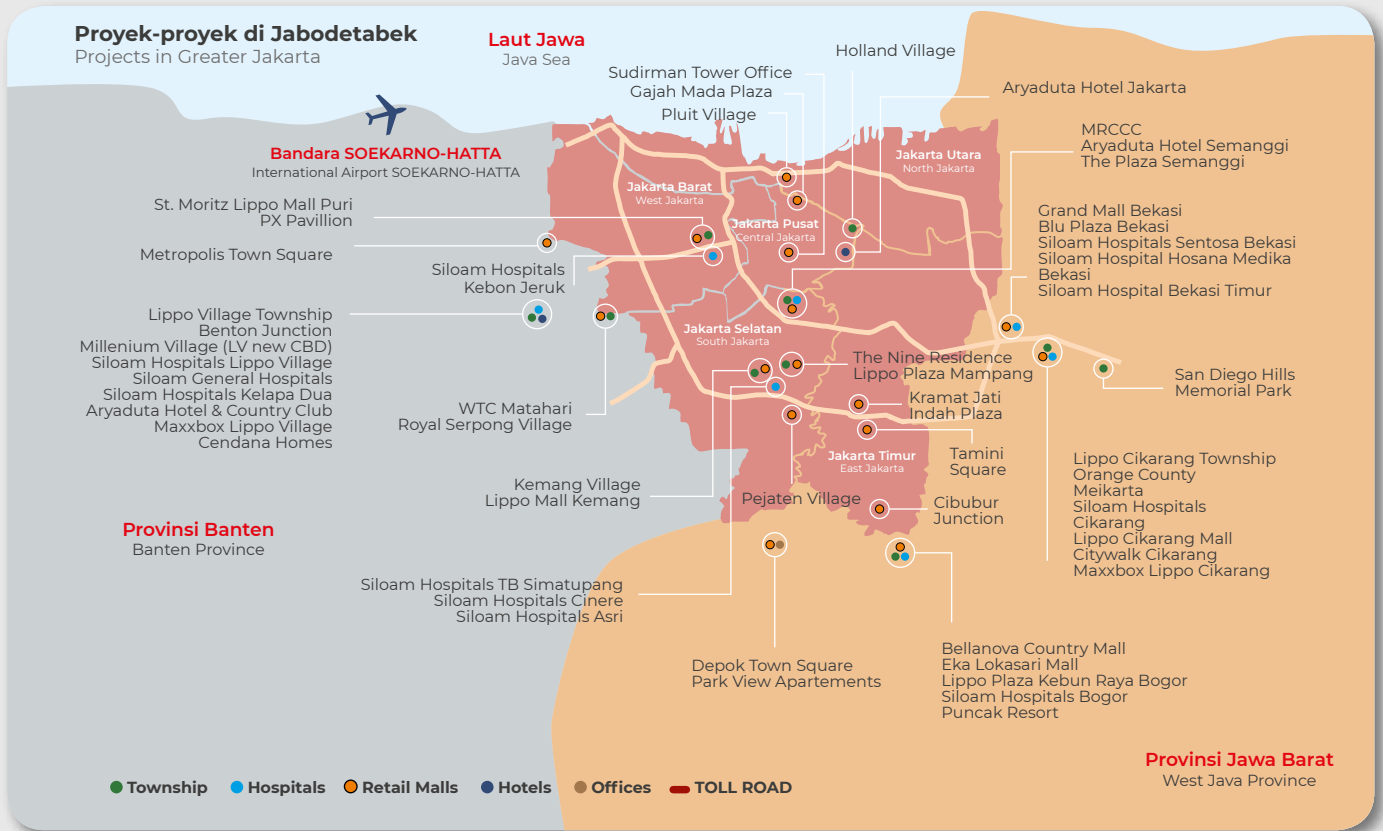 Proyek-proyek di Jabodetabek
Projects in Greater Jakarta
Laut Jawa
Java Sea
Holland Village
Sudirman Tower Office
Gajah Mada Plaza
Pluit Village
Aryaduta Hotel Jakarta
MRCCC
Aryaduta Hotel Semanggi
The Plaza Semanggi
Bandara SOEKARNO-HATTA
International Airport SOEKARNO-HATTA
Jakarta Utara
North Jakarta
Jakarta Barat
West Jakarta
Jakarta Pusat
Central Jakarta
St. Moritz Lippo Mall Puri
PX Pavillion
Metropolis Town Square
Siloam Hospitals
Kebon Jeruk
Grand Mall Bekasi
Blu Plaza Bekasi
Siloam Hospitals Sentosa Bekasi
Siloam Hospital Hosana Medika
Bekasi
Siloam Hospital Bekasi Timur
Lippo Village Township
Benton Junction
Millenium Village (LV new CBD)
Siloam Hospitals Lippo Village
Siloam General Hospitals
Siloam Hospitals Kelapa Dua
Aryaduta Hotel & Country Club
Maxxbox Lippo Village
Cendana Homes
Jakarta Selatan
South Jakarta
The Nine Residence
Lippo Plaza Mampang
San Diego Hills
Memorial Park
WTC Matahari
Royal Serpong Village
Kramat Jati
Indah Plaza
Jakarta Timur
East Jakarta
Tamini
Square
Kemang Village
Lippo Mall Kemang
Pejaten Village
Cibubur
Junction
Lippo Cikarang Township
Orange County
Meikarta
Siloam Hospitals
Cikarang
Lippo Cikarang Mall
Citywalk Cikarang
Maxxbox Lippo Cikarang
Provinsi Banten
Banten Province
Siloam Hospitals TB Simatupang
Siloam Hospitals Cinere
Siloam Hospitals Asri
Depok Town Square
Park View Apartements
Bellanova Country Mall
Eka Lokasari Mall
Lippo Plaza Kebun Raya Bogor
Siloam Hospitals Bogor
Puncak Resort
Provinsi Jawa Barat
West Java Province
Township
Hospitals
Retail Malls
Hotels
Offices
TOLL ROAD